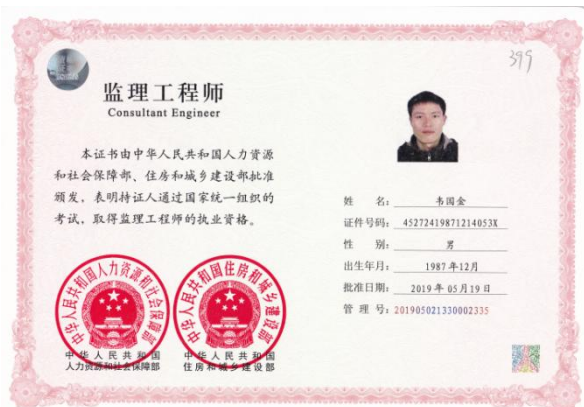 399
监理工程师
Consultant Engineer
本证书由中华人民共和国人力资源
和社会保障部、住房和城乡建设部批准
颁发,表明持证人通过国家统一组织的
考试,取得监理工程师的执业资格。
中华人民共和国人力资源和社会保障部
中华人民共和国住房和城乡建设部
中华人民共和国
人力资源和社会保障部
中华人民共和国
住房和城乡建设部
姓 名: 韦国金
证件号码: 45272419871214053X
性 别: 男
出生年月: 1987年12月
批准日期: 2019年05月19日
管 理 号: 201905021330002335